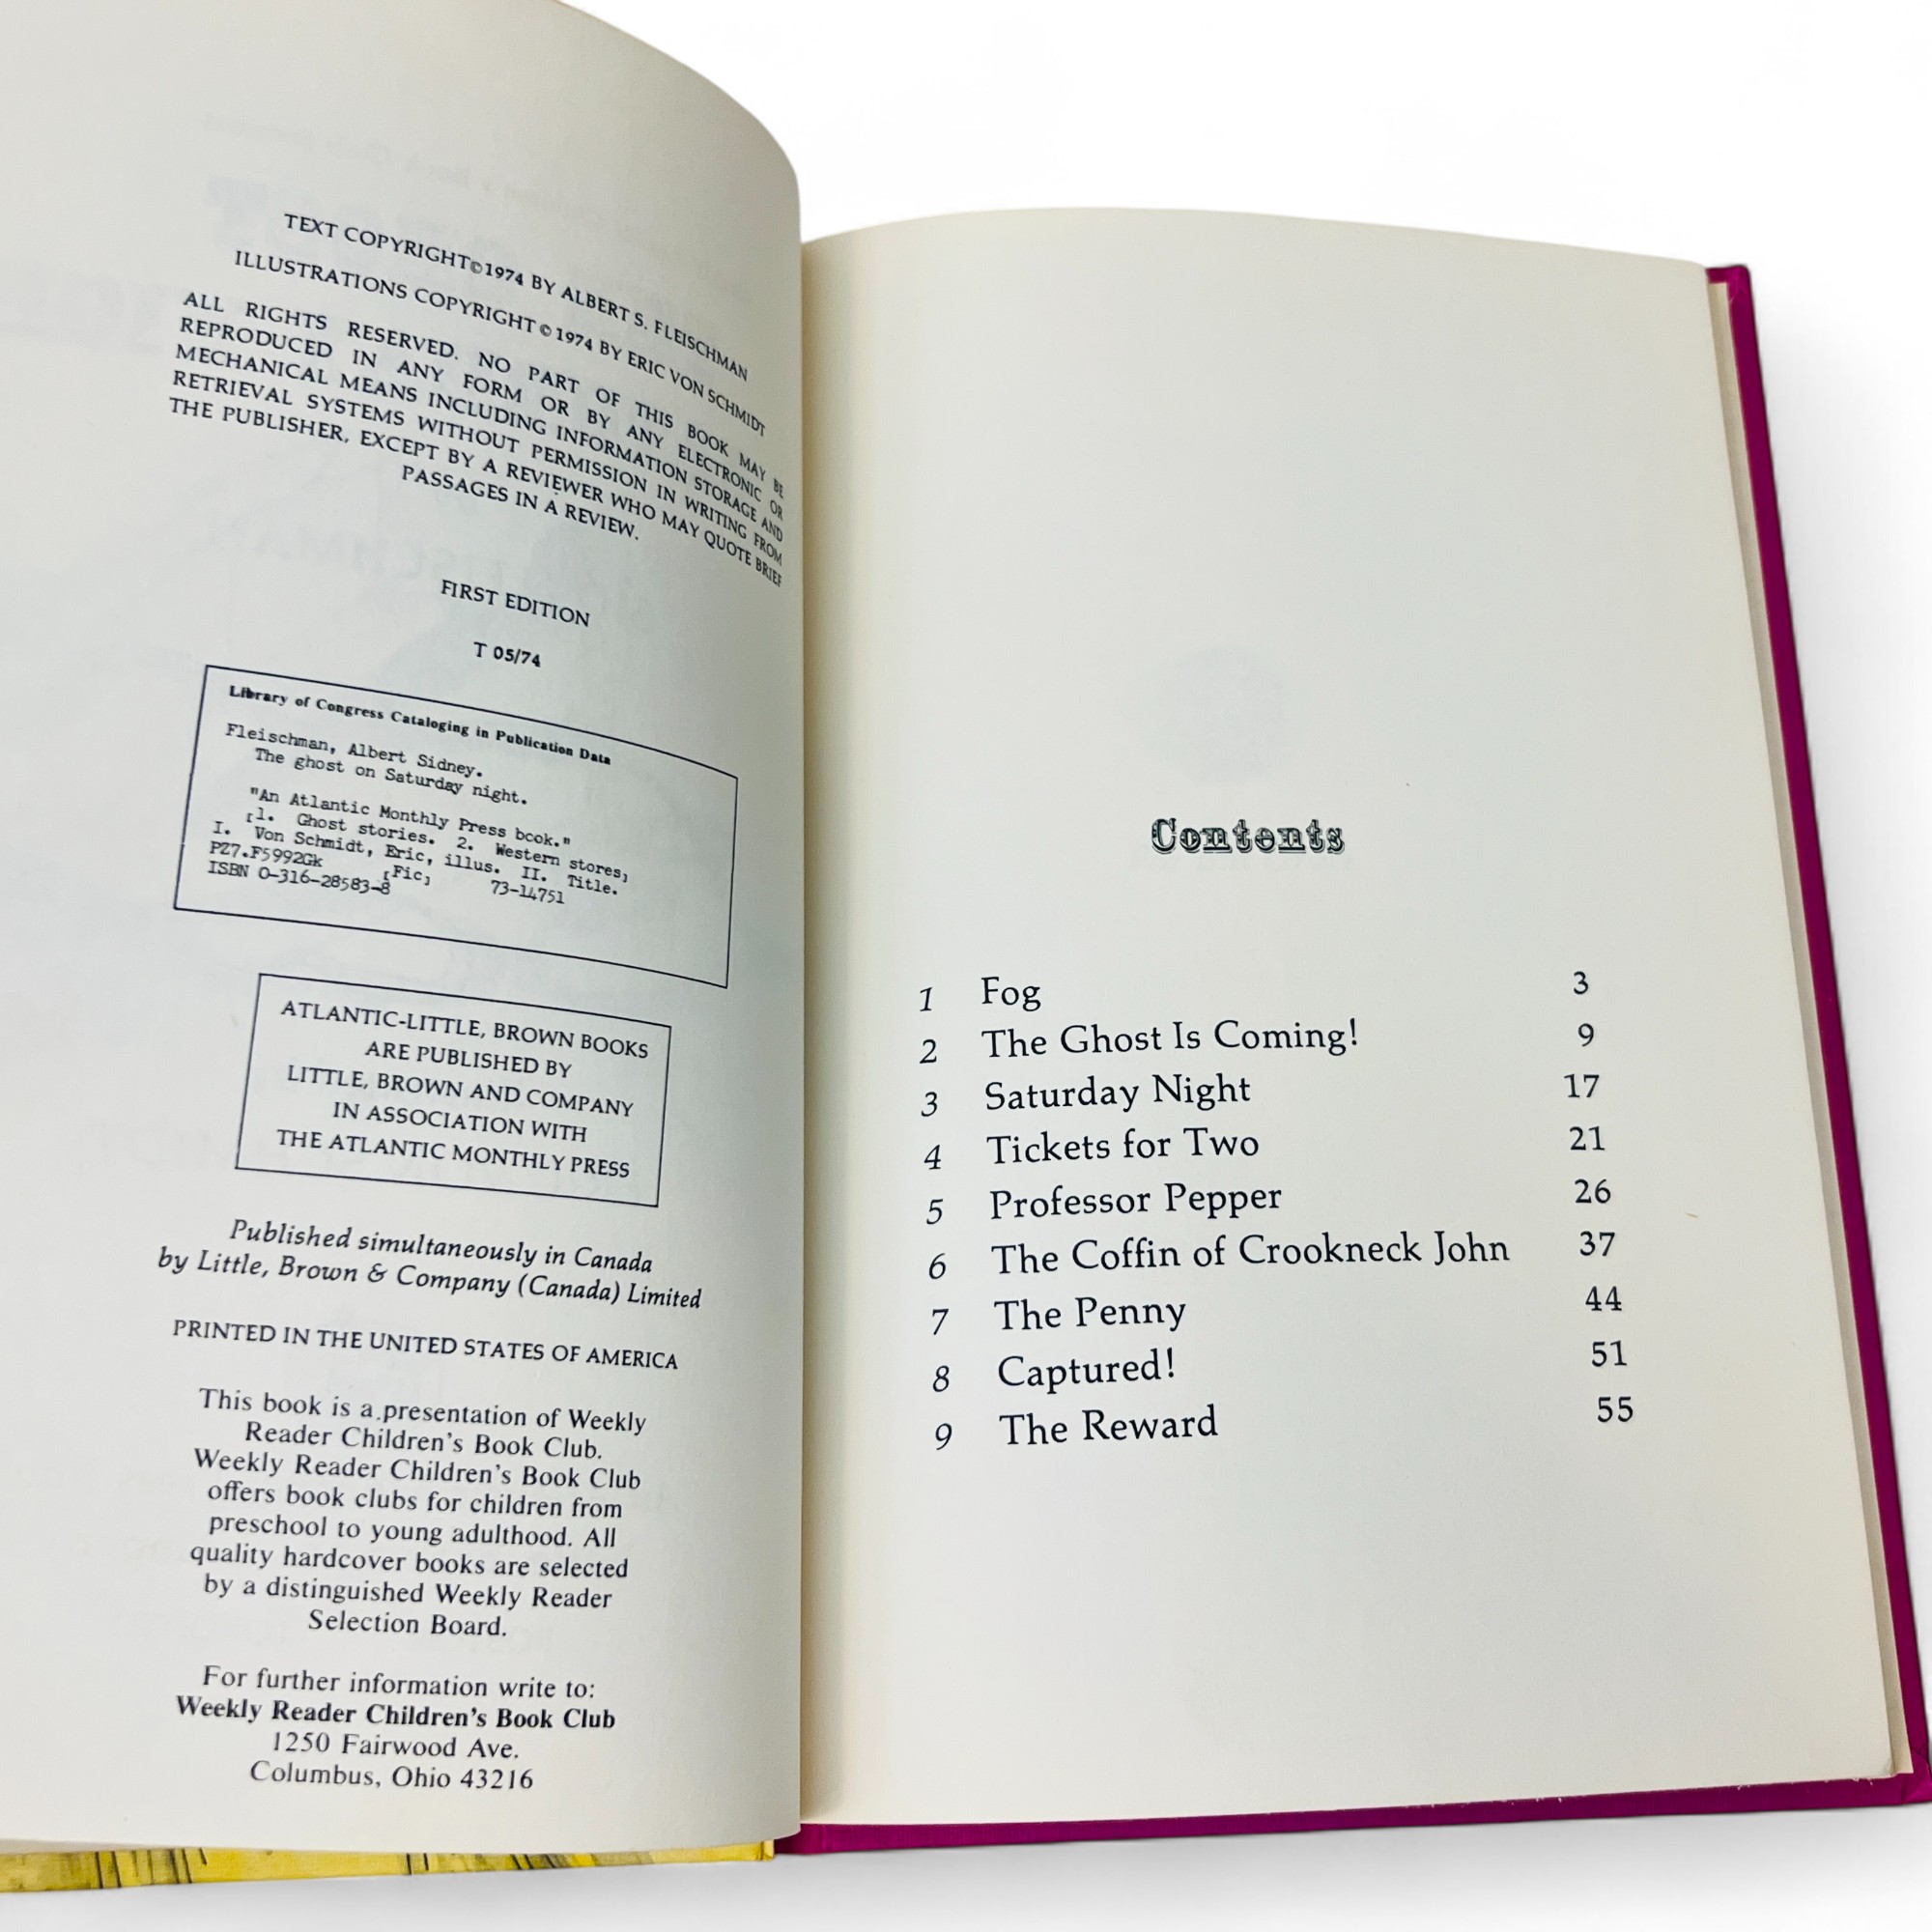 TEXT COPYRIGHT © 1974 BY ALBERT S. FLEISCHMAN
ILLUSTRATIONS COPYRIGHT © 1974 BY ERIC VON SCHMIDT
ALL RIGHTS RESERVED. NO PART OF THIS BOOK MAY BE
REPRODUCED IN ANY FORM OR BY ANY ELECTRONIC OR
MECHANICAL MEANS INCLUDING INFORMATION STORAGE AND
RETRIEVAL SYSTEMS WITHOUT PERMISSION IN WRITING FROM
THE PUBLISHER, EXCEPT BY A REVIEWER WHO MAY QUOTE BRIEF
PASSAGES IN A REVIEW.
FIRST EDITION
T 05/74
Library of Congress Cataloging in Publication Data
Fleischman, Albert Sidney.
The ghost on Saturday night.
"An Atlantic Monthly Press book."
[1. Ghost stories. 2. Western stores]
I. Von Schmidt, Eric, illus. II. Title.
PZ7.F5992Gk [Fic] 73-14751
ISBN 0-316-28583-8
ATLANTIC-LITTLE, BROWN BOOKS
ARE PUBLISHED BY
LITTLE, BROWN AND COMPANY
IN ASSOCIATION WITH
THE ATLANTIC MONTHLY PRESS
Published simultaneously in Canada
by Little, Brown & Company (Canada) Limited
PRINTED IN THE UNITED STATES OF AMERICA
This book is a presentation of Weekly
Reader Children's Book Club.
Weekly Reader Children's Book Club
offers book clubs for children from
preschool to young adulthood. All
quality hardcover books are selected
by a distinguished Weekly Reader
Selection Board.
For further information write to:
Weekly Reader Children's Book Club
1250 Fairwood Ave.
Columbus, Ohio 43216
Contents
1 Fog 3
2 The Ghost Is Coming! 9
3 Saturday Night 17
4 Tickets for Two 21
5 Professor Pepper 26
6 The Coffin of Crookneck John 37
7 The Penny 44
8 Captured! 51
9 The Reward 55